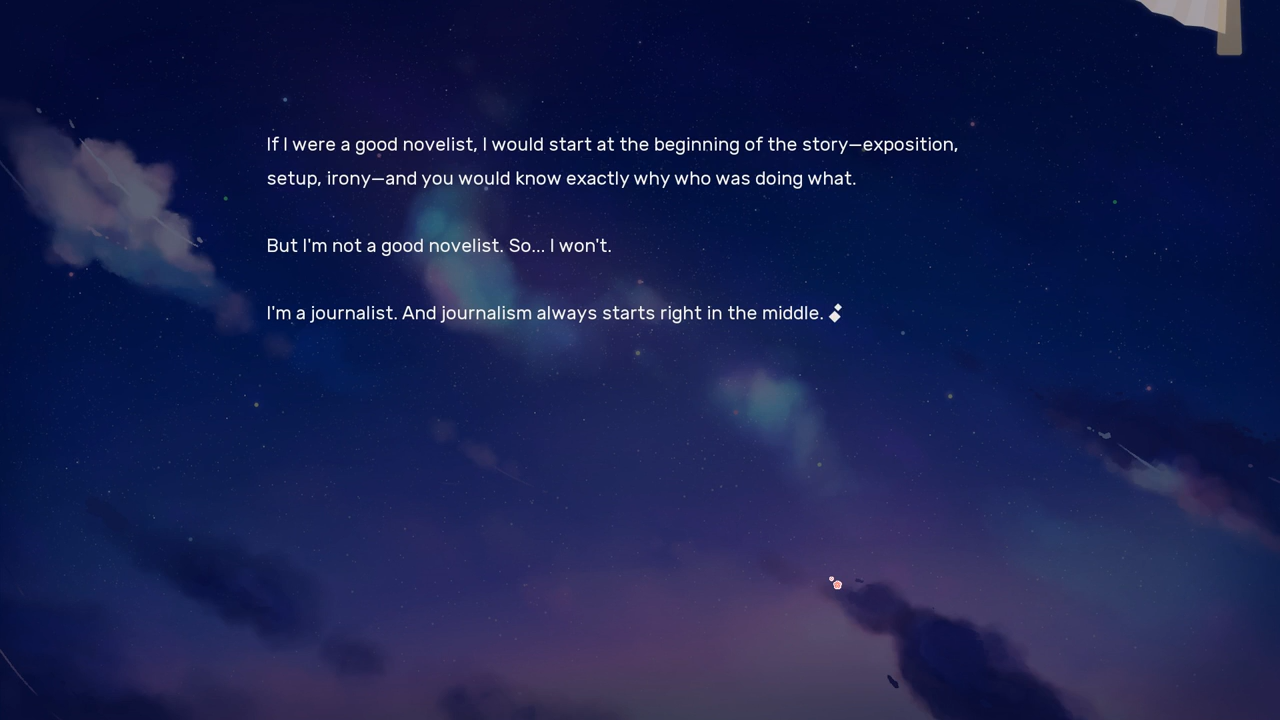 If I were a good novelist, I would start at the beginning of the story—exposition,
setup, irony—and you would know exactly why who was doing what.
But I'm not a good novelist. So... I won't.
I'm a journalist. And journalism always starts right in the middle.